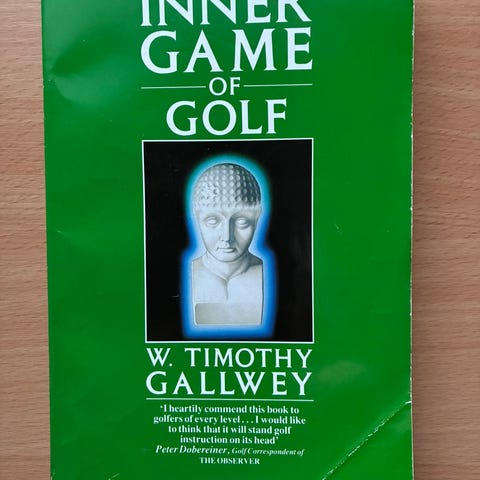 INNER
GAME
OF
GOLF
W. TIMOTHY
GALLWEY
'I heartily commend this book to
golfers of every level . . . I would like
to think that it will stand golf
instruction on its head'
Peter Dobereiner, Golf Correspondent of
THE OBSERVER